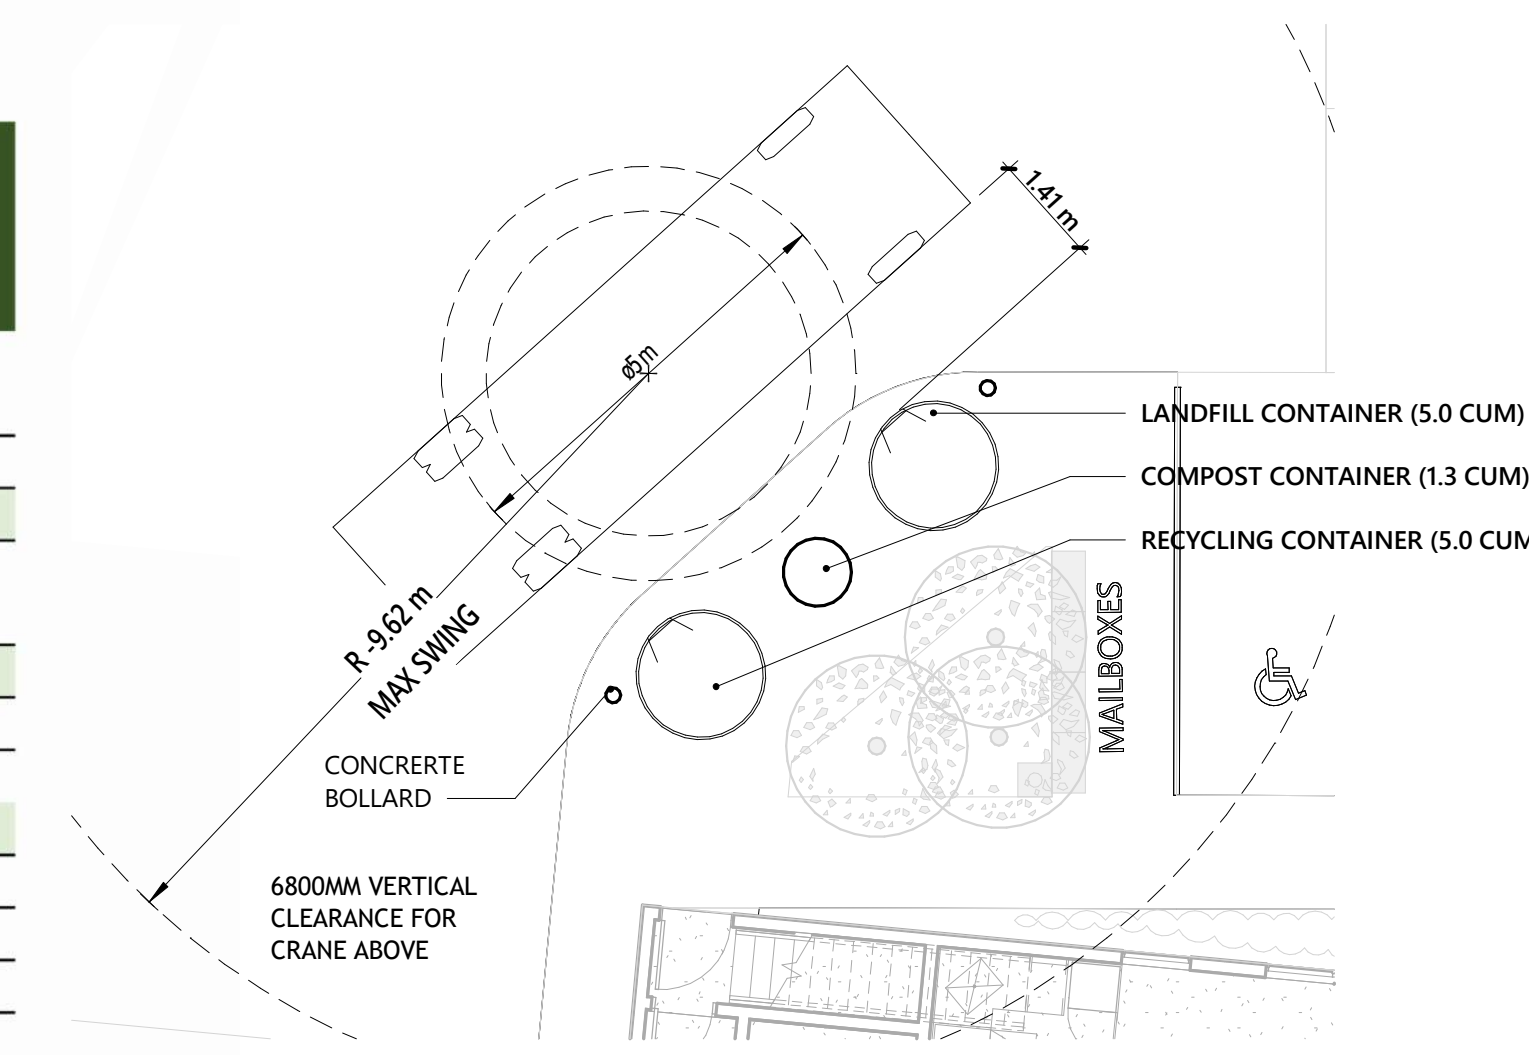 1.41 m
ø5m
LANDFILL CONTAINER (5.0 CUM)
COMPOST CONTAINER (1.3 CUM)
RECYCLING CONTAINER (5.0 CUM
R -9.62 m
MAX SWING
MAILBOXES
CONCRERTE
BOLLARD
6800MM VERTICAL
CLEARANCE FOR
CRANE ABOVE